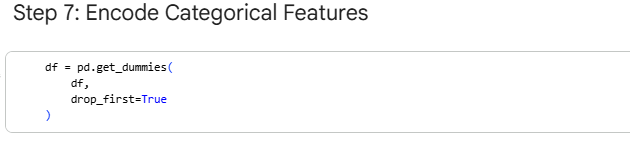 Step 7: Encode Categorical Features
df = pd.get_dummies(
    df,
    drop_first=True
)